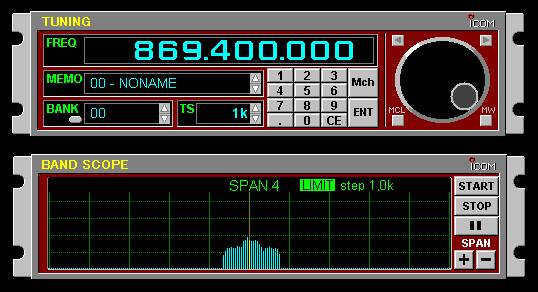 TUNING
ICOM
FREQ 869.400.000
MEMO 00 - NONAME
BANK 00 TS 1k
1 2 3
4 5 6
7 8 9
. 0 CE
Mch
ENT
MCL MW
BAND SCOPE
ICOM
SPAN 4 LIMIT step 1,0k
START
STOP
SPAN
+ -